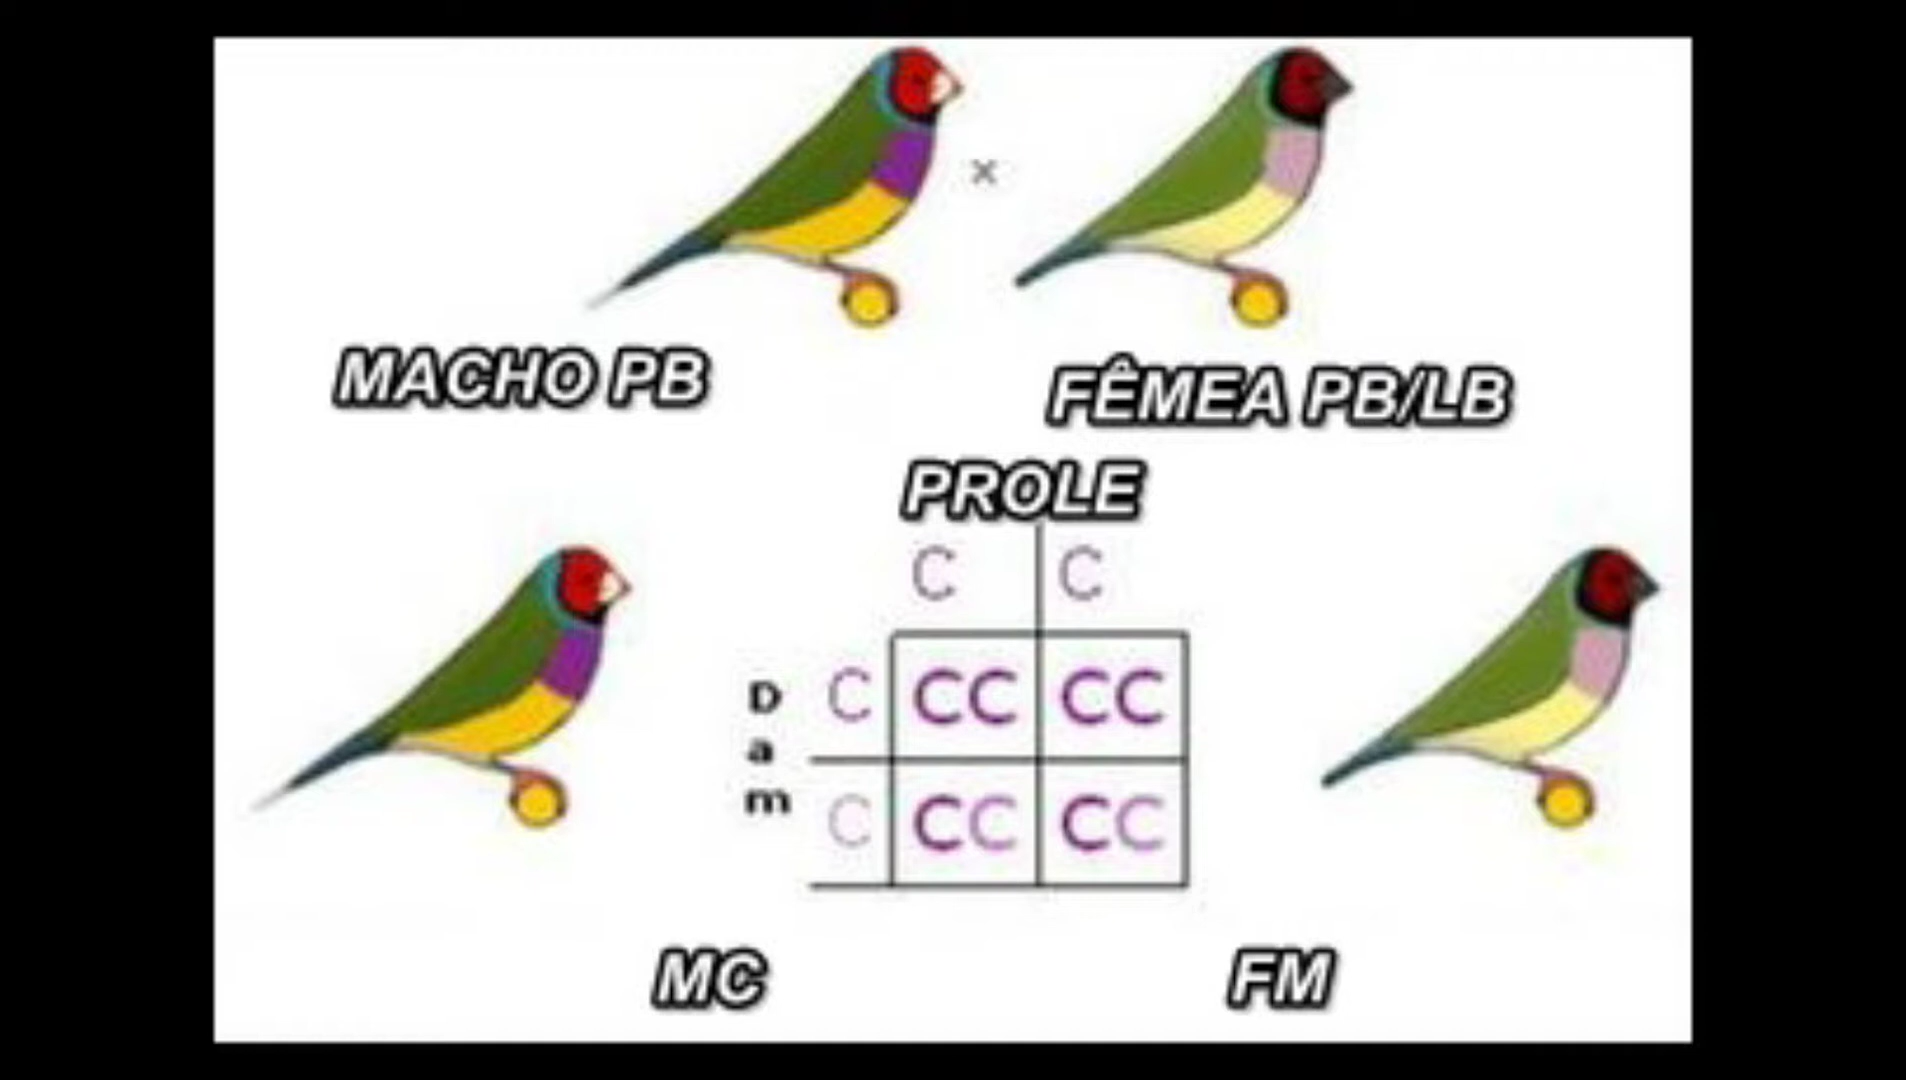 ×
MACHO PB
FÊMEA PB/LB
PROLE
C C
D a m
C CC CC
C CC CC
MC FM